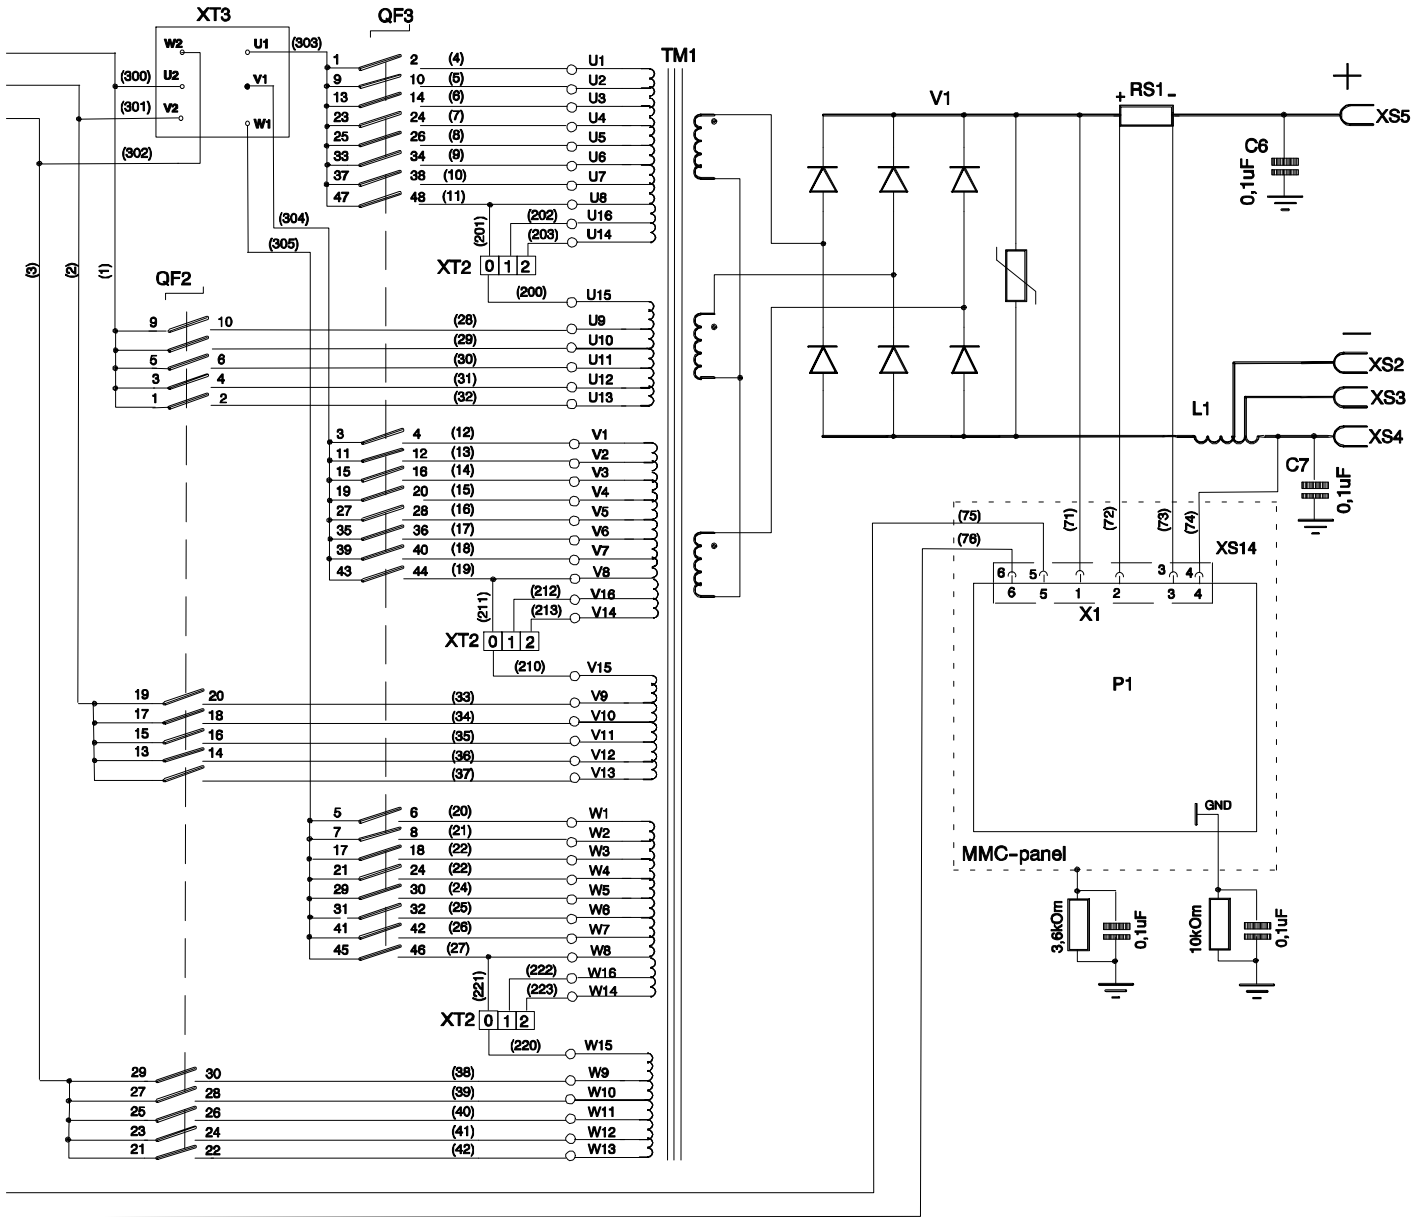 XT3
QF3
W2
U1
(303)
(300)
U2
V1
(301)
V2
W1
(302)
(304)
(305)
(3)
(2)
(1)
1 2 (4) U1
9 10 (5) U2
13 14 (6) U3
23 24 (7) U4
25 26 (8) U5
33 34 (9) U6
37 38 (10) U7
47 48 (11) U8
(201)
(202) U16
(203) U14
XT2 0 1 2
(200) U15
QF2
9 10 (28) U9
(29) U10
5 6 (30) U11
3 4 (31) U12
1 2 (32) U13
3 4 (12) V1
11 12 (13) V2
15 16 (14) V3
19 20 (15) V4
27 28 (16) V5
35 36 (17) V6
39 40 (18) V7
43 44 (19) V8
(211)
(212) V16
(213) V14
XT2 0 1 2
(210) V15
19 20 (33) V9
17 18 (34) V10
15 16 (35) V11
13 14 (36) V12
(37) V13
5 6 (20) W1
7 8 (21) W2
17 18 (22) W3
21 24 (22) W4
29 30 (24) W5
31 32 (25) W6
41 42 (26) W7
45 46 (27) W8
(221)
(222) W16
(223) W14
XT2 0 1 2
(220) W15
29 30 (38) W9
27 28 (39) W10
25 26 (40) W11
23 24 (41) W12
21 22 (42) W13
TM1
V1
+ RS1 -
+
XS5
C6
0,1uF
−
XS2
XS3
L1
XS4
C7
0,1uF
(75)
(76)
(71)
(72)
(73)
(74)
XS14
6 5 3 4
6 5 1 2 3 4
X1
P1
GND
MMC-panel
3,6kOm
0,1uF
10kOm
0,1uF